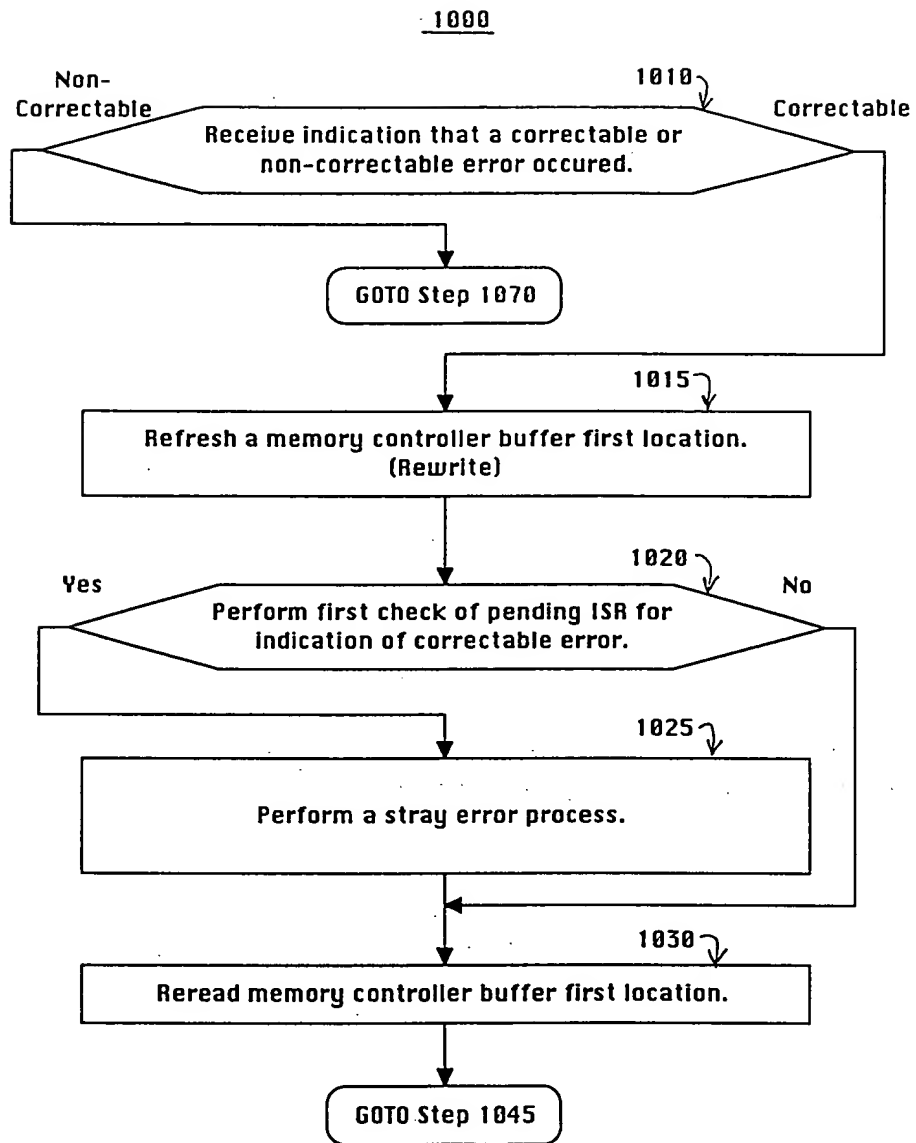 1000
Non-
Correctable
1010
Correctable
Receive indication that a correctable or
non-correctable error occured.
GOTO Step 1070
1015
Refresh a memory controller buffer first location.
(Rewrite)
1020
Yes
No
Perform first check of pending ISR for
indication of correctable error.
1025
Perform a stray error process.
1030
Reread memory controller buffer first location.
GOTO Step 1045